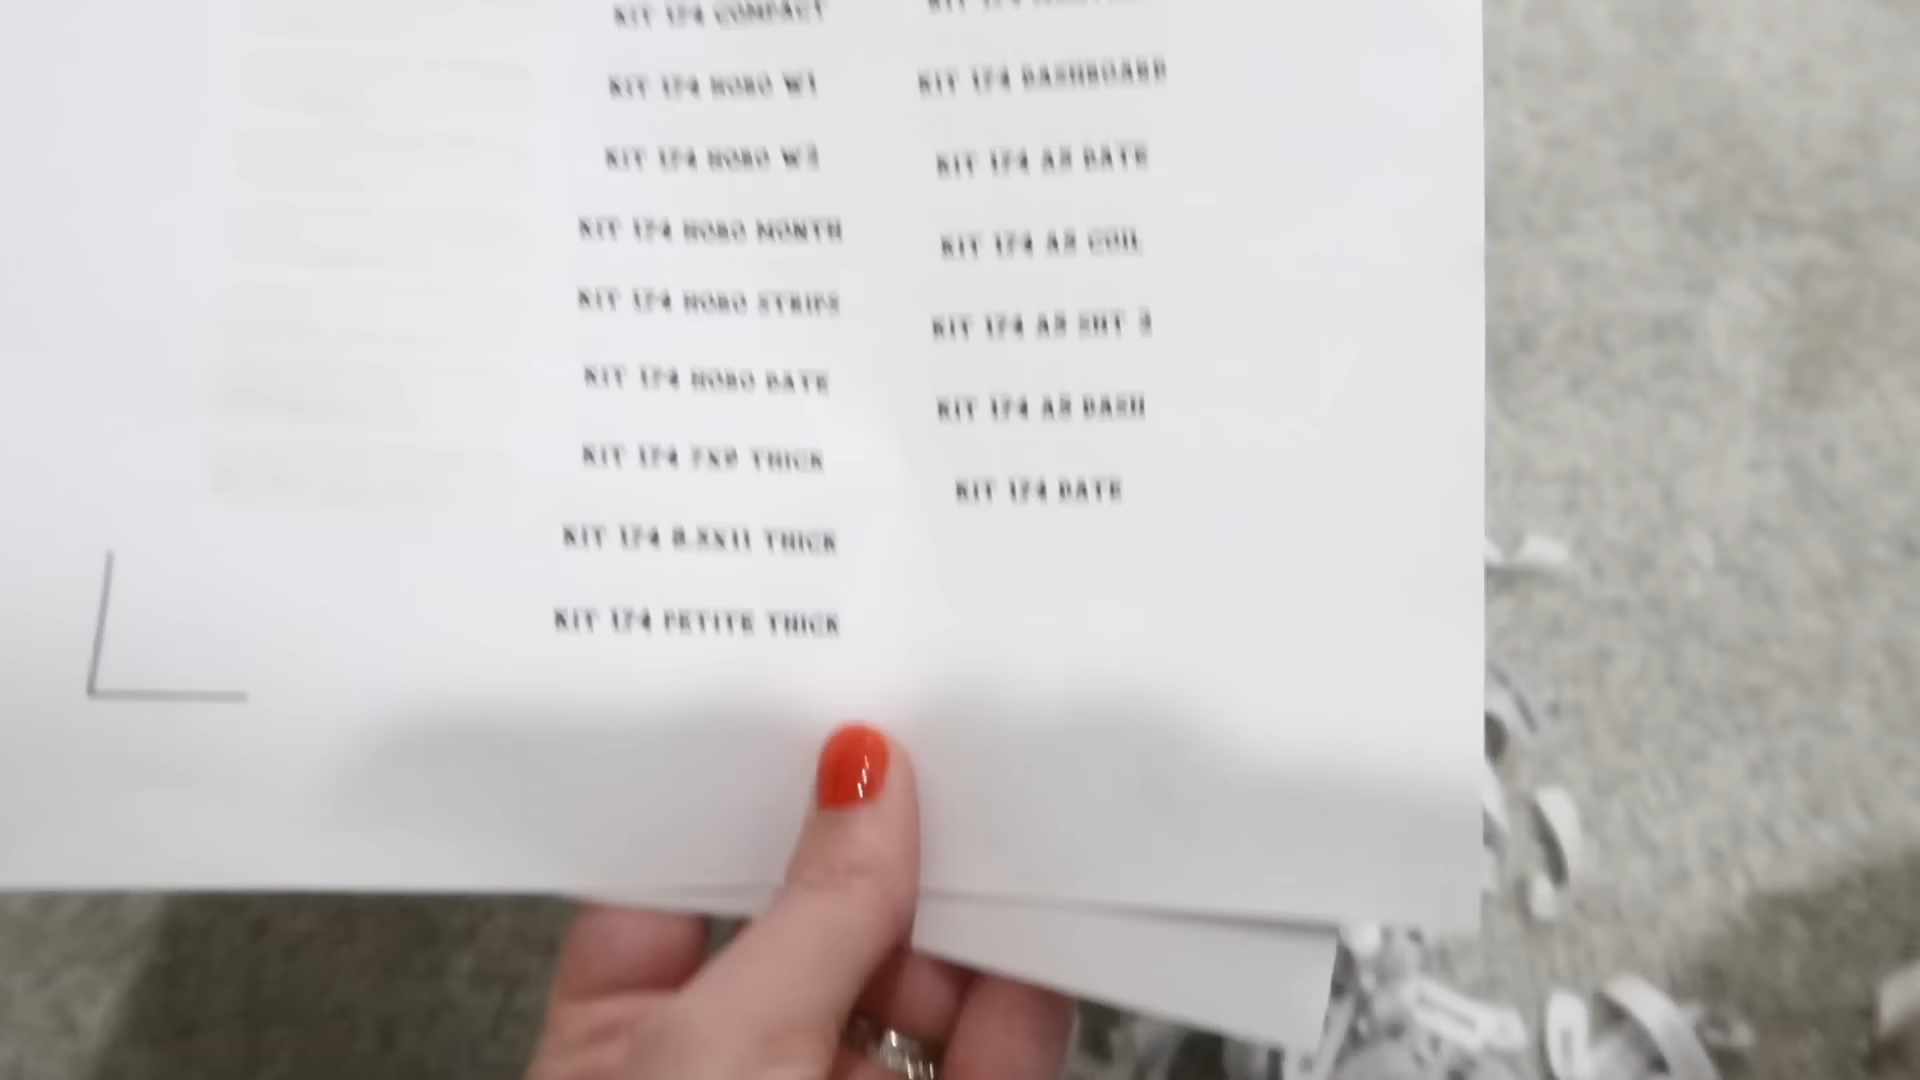 KIT 174 COMPACT
KIT 174 HOBO W1
KIT 174 HOBO W2
KIT 174 HOBO MONTH
KIT 174 HOBO STRIPS
KIT 174 HOBO DATE
KIT 174 7X9 THICK
KIT 174 8.5X11 THICK
KIT 174 PETITE THICK
KIT 174
KIT 174 DASHBOARD
KIT 174 A5 DATE
KIT 174 A5 COIL
KIT 174 A5 SHT 3
KIT 174 A5 DASH
KIT 174 DATE